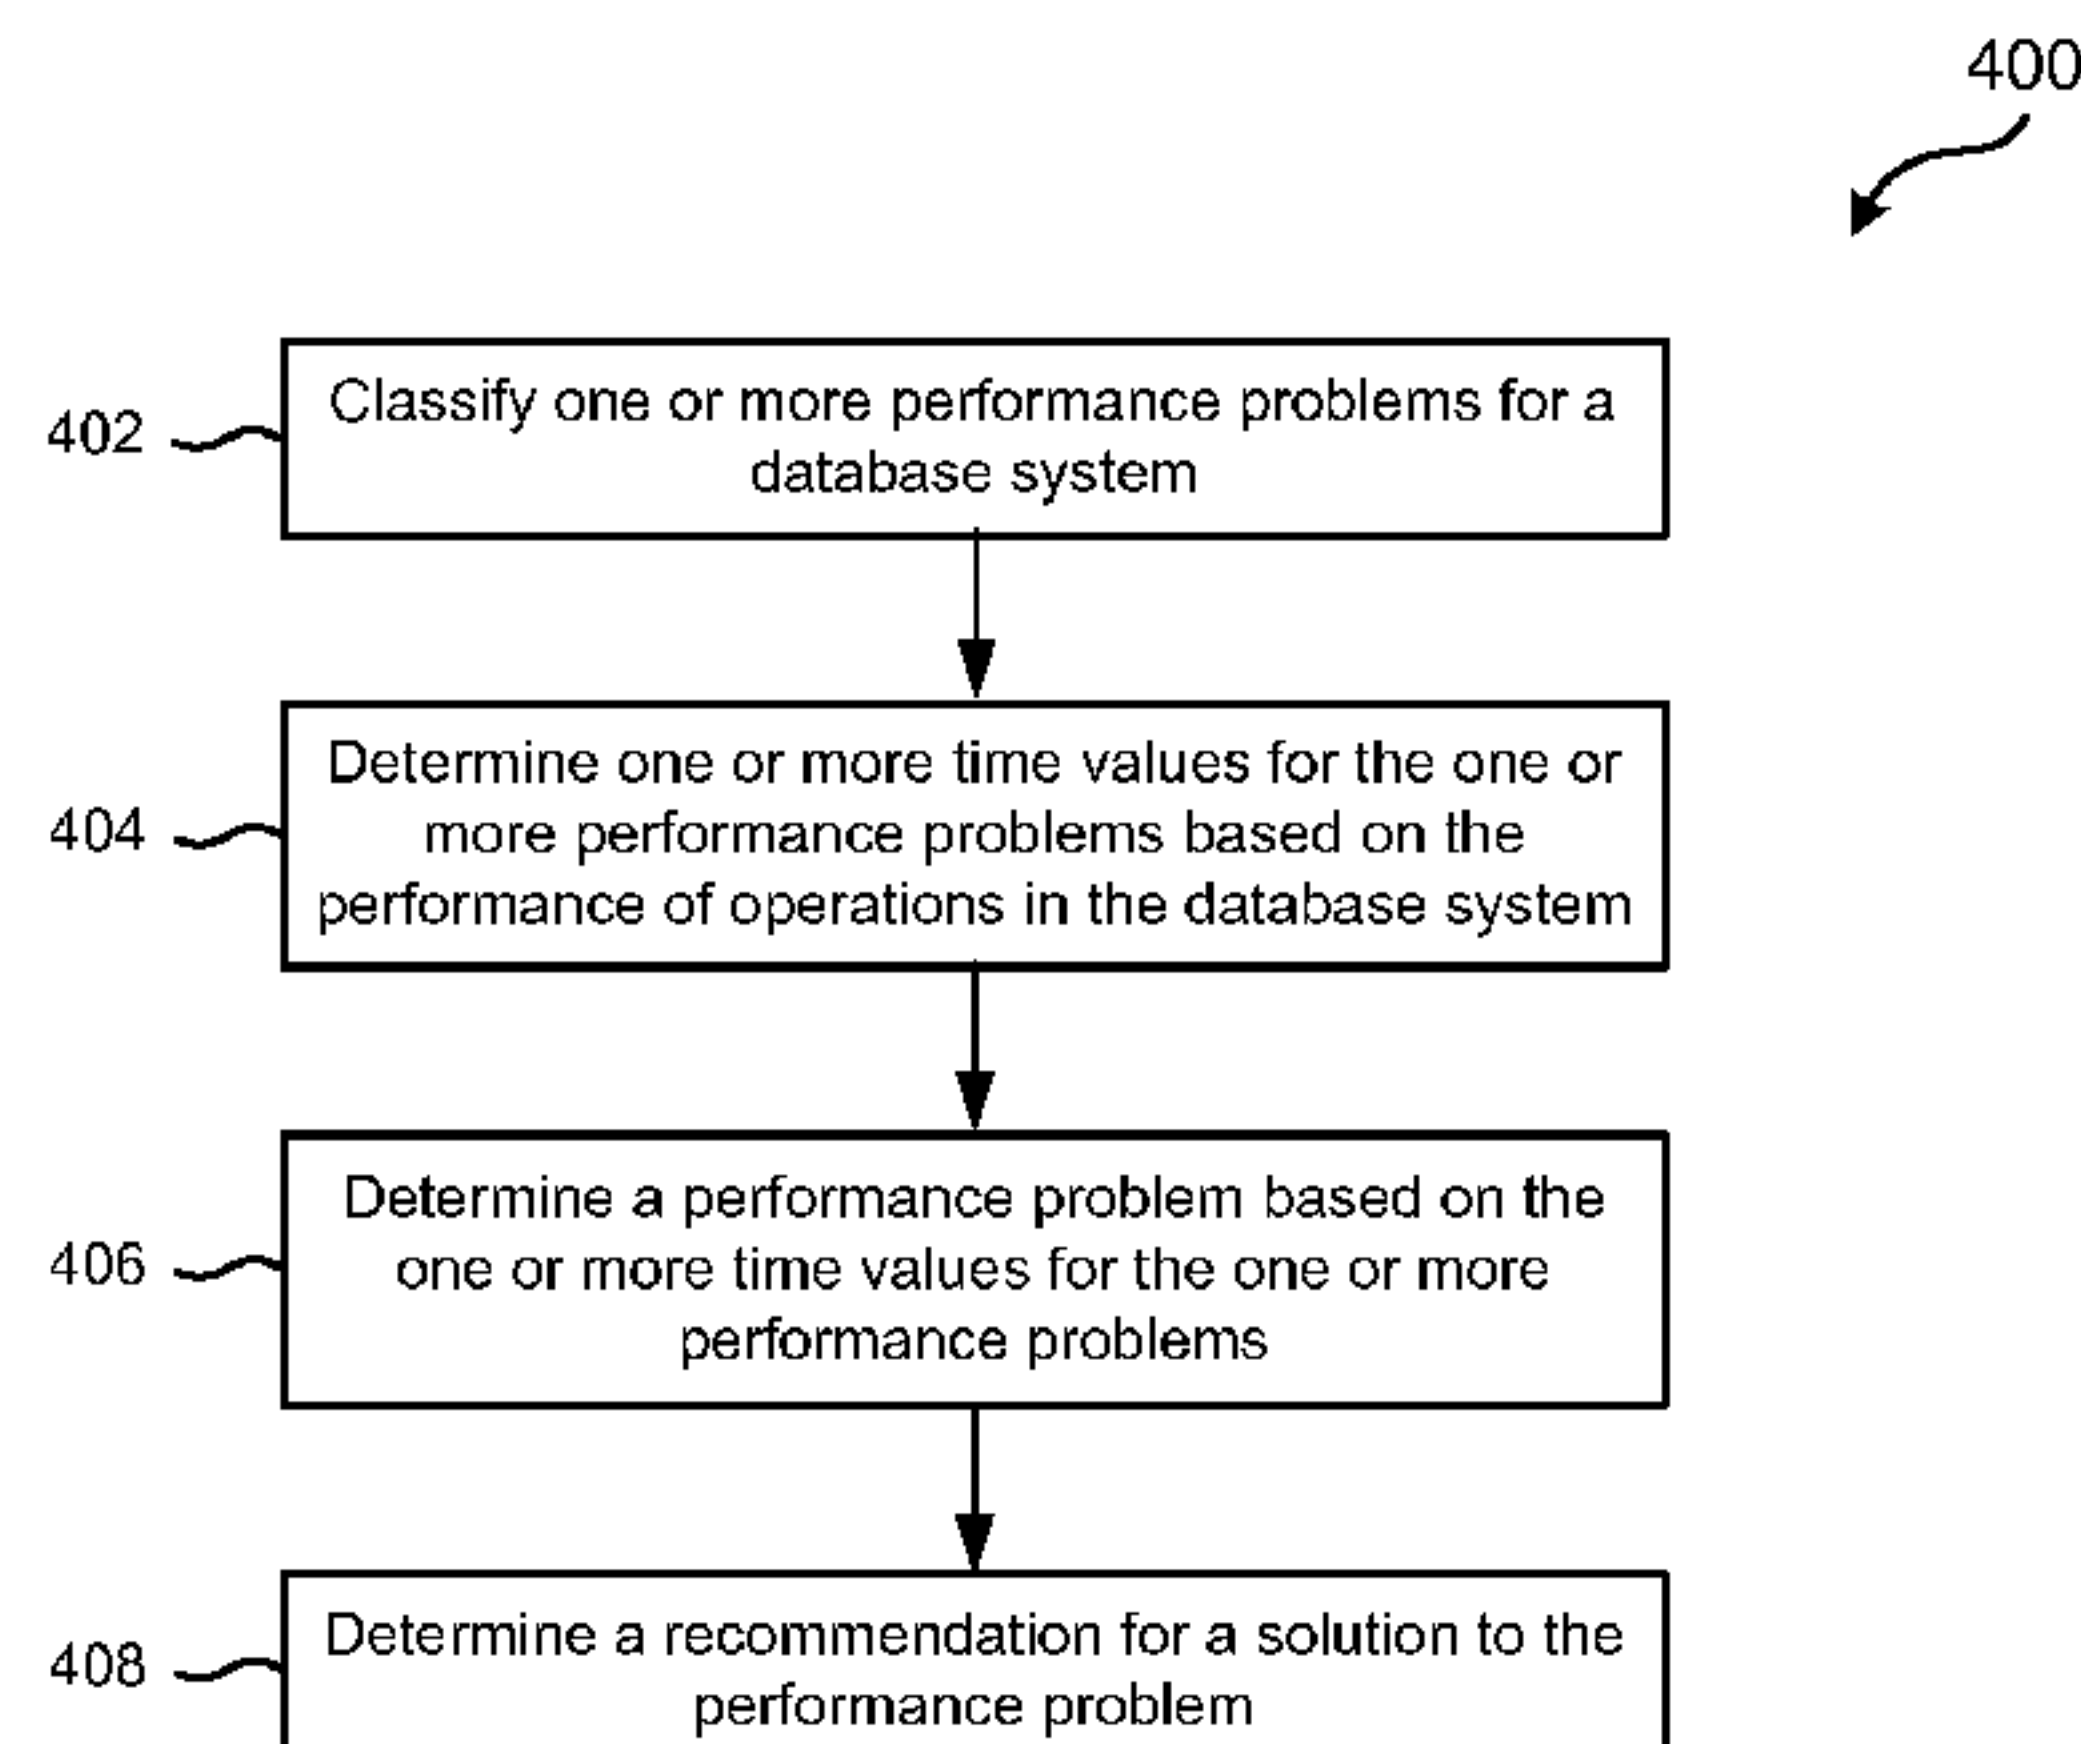 400
402
Classify one or more performance problems for a
database system
404
Determine one or more time values for the one or
more performance problems based on the
performance of operations in the database system
406
Determine a performance problem based on the
one or more time values for the one or more
performance problems
408
Determine a recommendation for a solution to the
performance problem